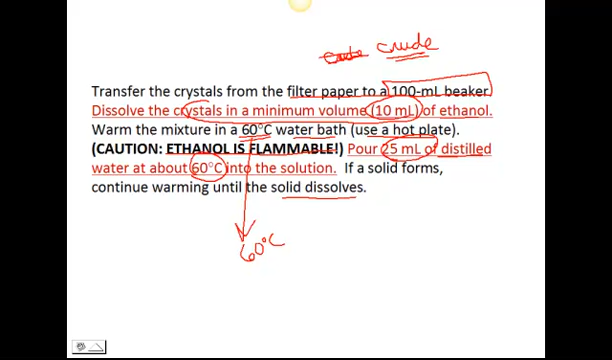 crude
Transfer the crystals from the filter paper to a 100-mL beaker.
Dissolve the crystals in a minimum volume (10 mL) of ethanol.
Warm the mixture in a 60°C water bath (use a hot plate).
(CAUTION: ETHANOL IS FLAMMABLE!) Pour 25 mL of distilled
water at about 60°C into the solution. If a solid forms,
continue warming until the solid dissolves.
60°C